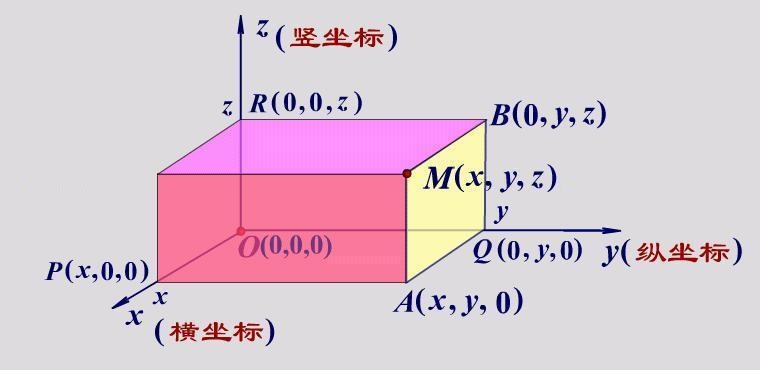 z (竖坐标)
z R(0,0,z)
B(0,y,z)
M(x,y,z)
y
O(0,0,0)
Q(0,y,0) y(纵坐标)
P(x,0,0)
x
A(x,y,0)
x (横坐标)